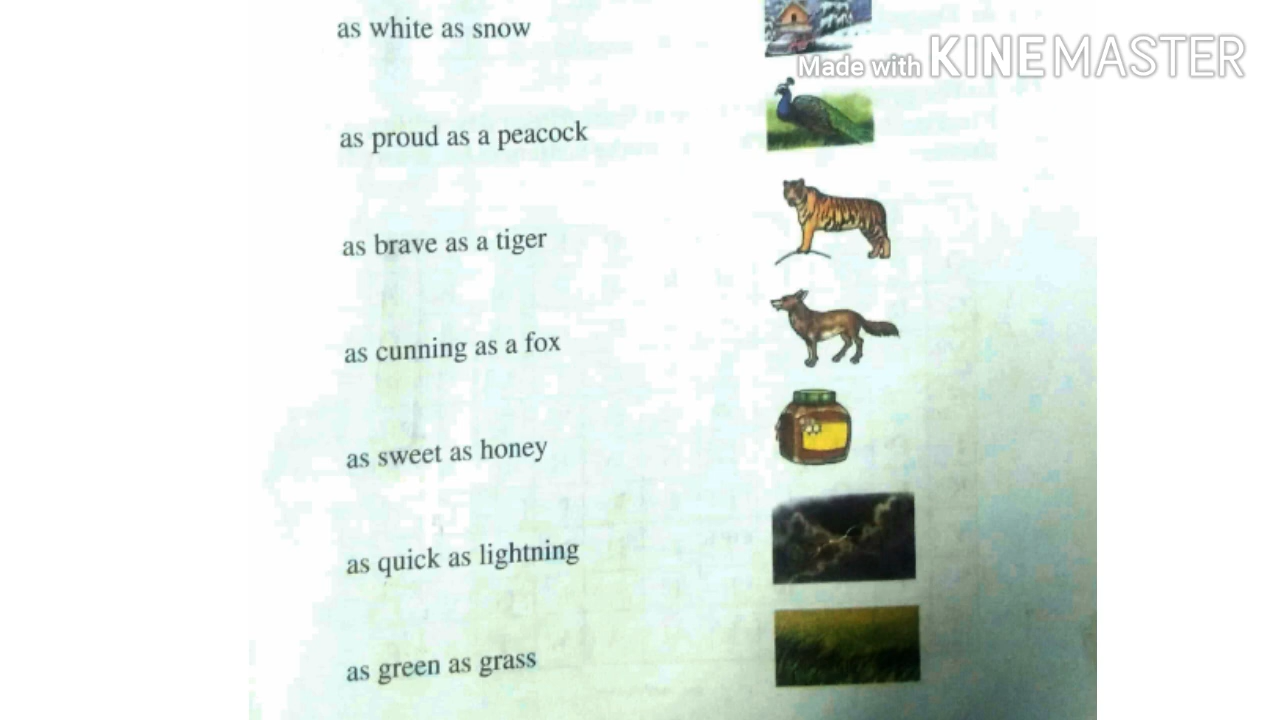 as white as snow
Made with KINEMASTER
as proud as a peacock
as brave as a tiger
as cunning as a fox
as sweet as honey
as quick as lightning
as green as grass